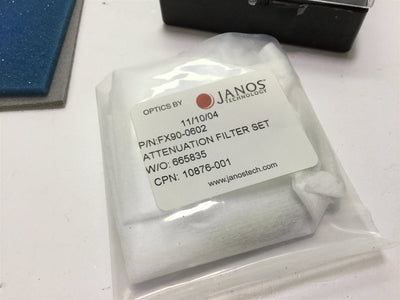 OPTICS BY JANOS
TECHNOLOGY
11/10/04
P/N:FX90-0602
ATTENUATION FILTER SET
W/O: 665835
CPN: 10876-001
www.janostech.com